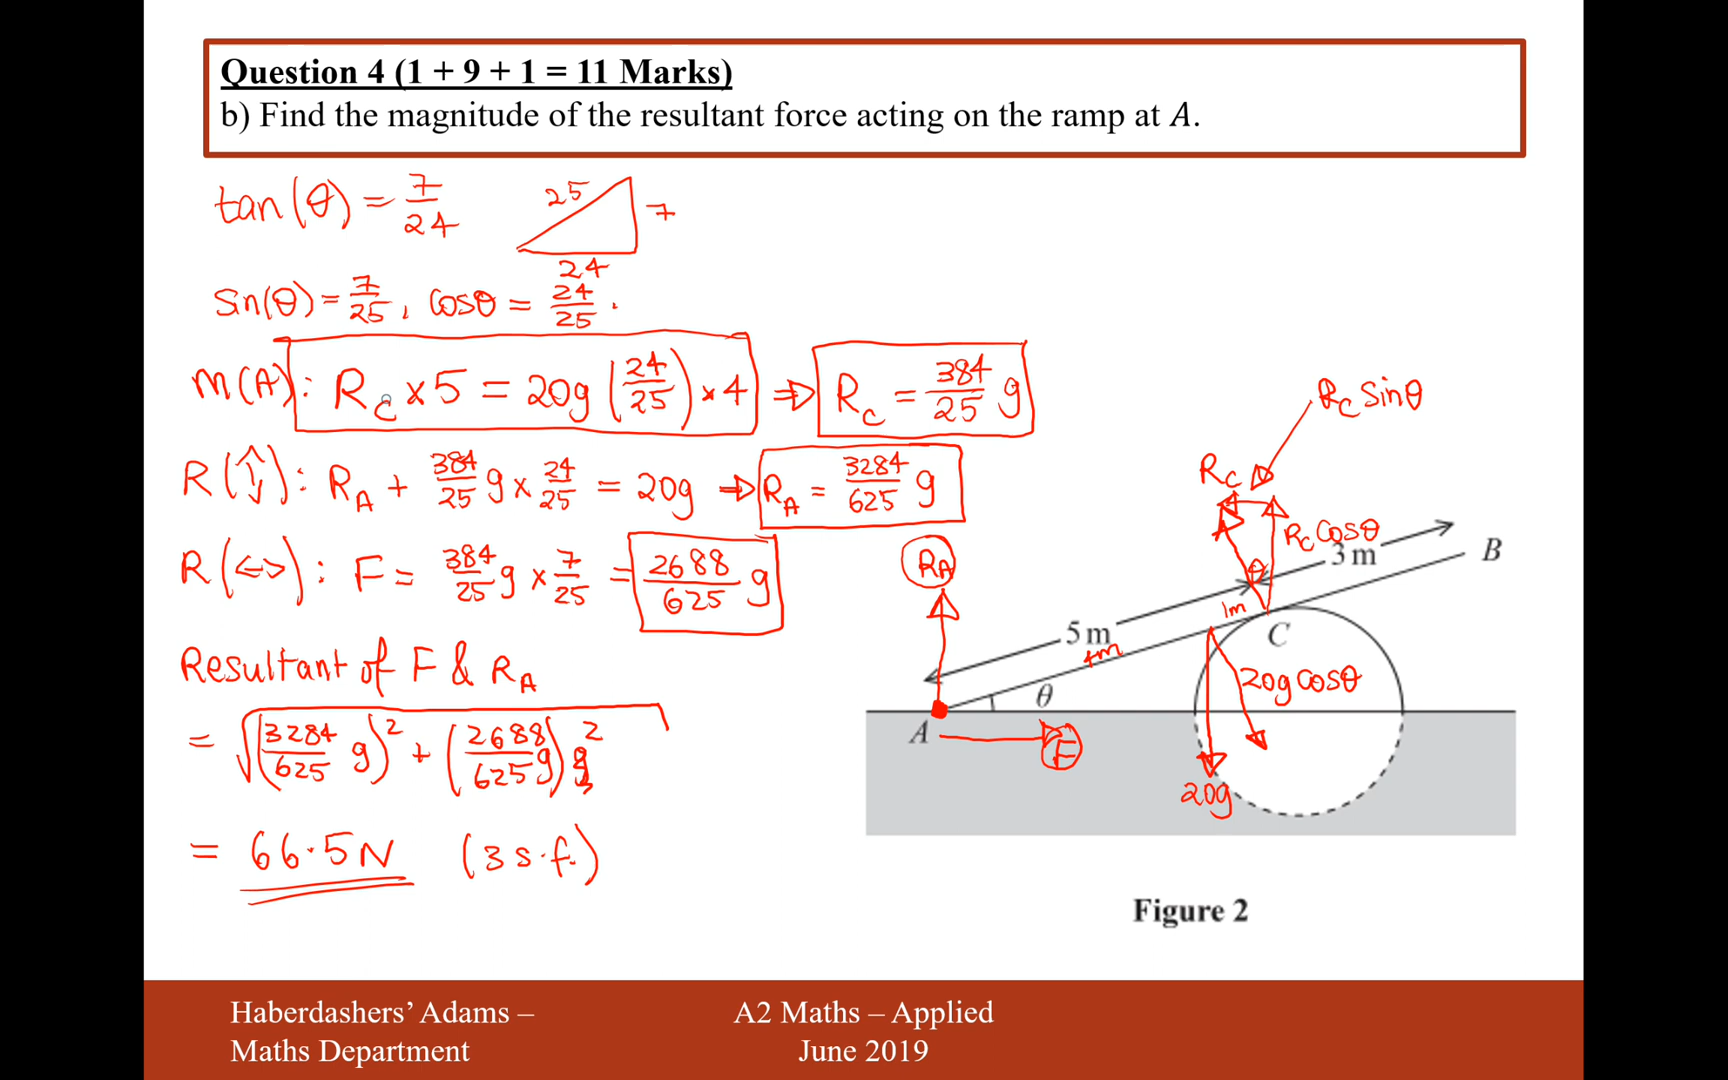 Question 4 (1 + 9 + 1 = 11 Marks)
b) Find the magnitude of the resultant force acting on the ramp at A.
tan(θ) = 7/24
25
7
24
sin(θ) = 7/25, cosθ = 24/25.
M(A): R_C × 5 = 20g (24/25) × 4 ⇒ R_C = 384/25 g
R(↕): R_A + 384/25 g × 24/25 = 20g ⇒ R_A = 3284/625 g
R(↔): F = 384/25 g × 7/25 = 2688/625 g
Resultant of F & R_A
= √((3284/625 g)² + (2688/625 g)²
= 66.5N (3 s.f.)
R_C sinθ
R_C
R_C cosθ
θ
3 m
B
R_A
1m
5 m
4m
C
θ
20g cosθ
A
F
20g
Figure 2
Haberdashers’ Adams –
Maths Department
A2 Maths – Applied
June 2019